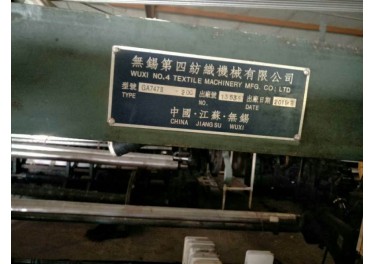 無錫第四紡織機械有限公司
WUXI NO.4 TEXTILE MACHINERY MFG. CO., LTD
型號 GA747Ⅱ 出廠號 出廠日期
TYPE NO. DATE
中國·江蘇·無錫
CHINA JIANGSU WUXI